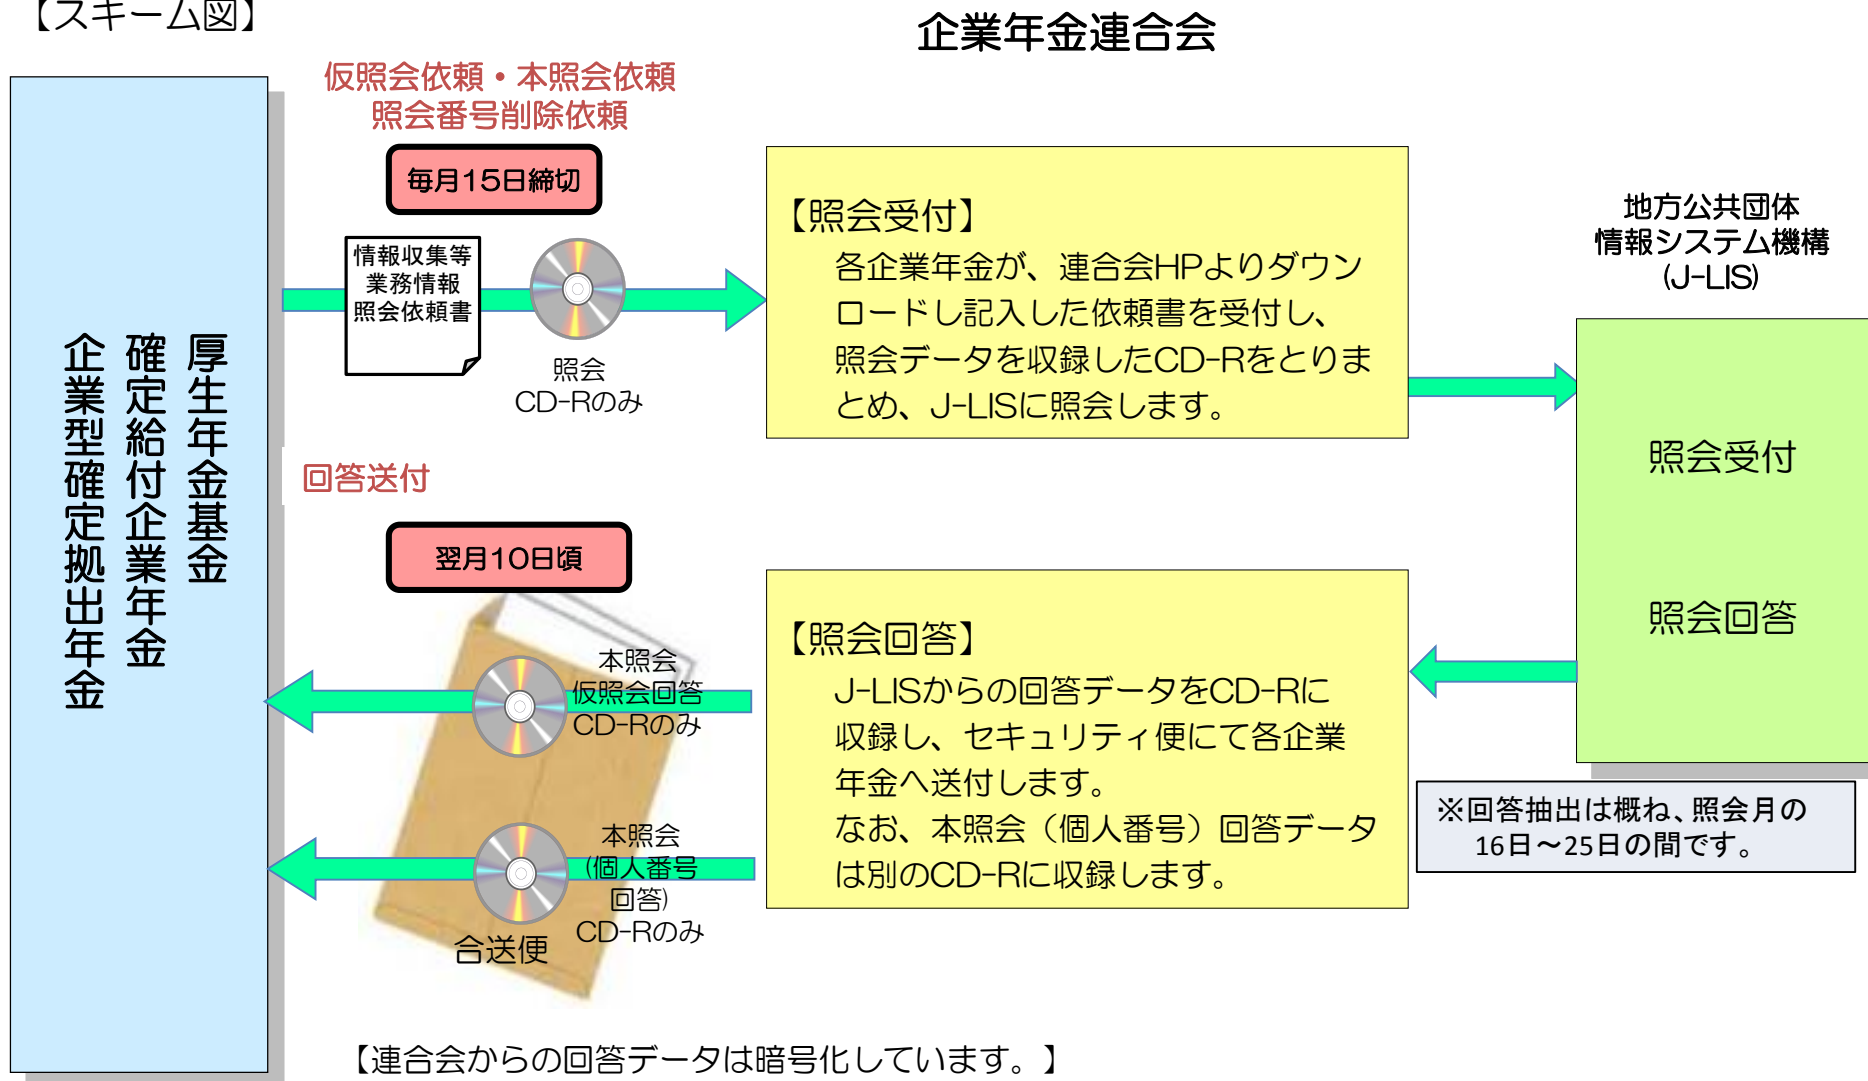 【スキーム図】
企業年金連合会
厚生年金基金
確定給付企業年金
企業型確定拠出年金
仮照会依頼・本照会依頼
照会番号削除依頼
毎月15日締切
情報収集等
業務情報
照会依頼書
照会
CD-Rのみ
【照会受付】
各企業年金が、連合会HPよりダウン
ロードし記入した依頼書を受付し、
照会データを収録したCD-Rをとりま
とめ、J-LISに照会します。
地方公共団体
情報システム機構
(J-LIS)
照会受付
照会回答
回答送付
翌月10日頃
本照会
仮照会回答
CD-Rのみ
本照会
(個人番号
回答)
CD-Rのみ
合送便
【照会回答】
J-LISからの回答データをCD-Rに
収録し、セキュリティ便にて各企業
年金へ送付します。
なお、本照会（個人番号）回答データ
は別のCD-Rに収録します。
※回答抽出は概ね、照会月の
16日～25日の間です。
【連合会からの回答データは暗号化しています。】